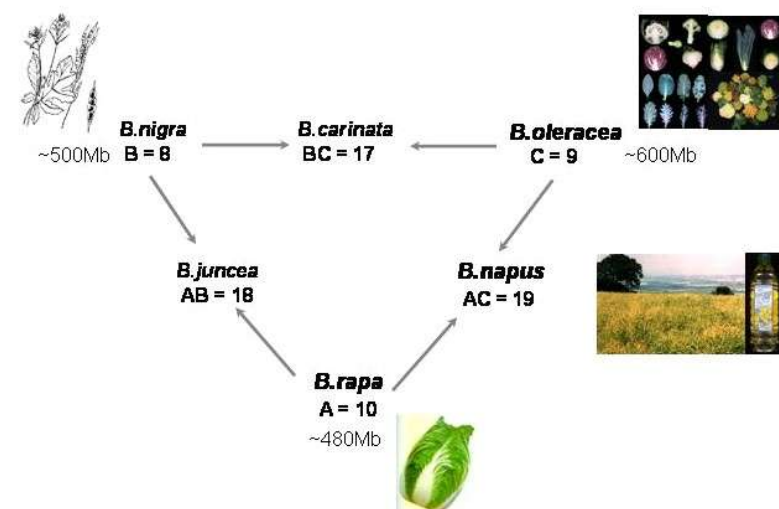 B.nigra
B = 8
~500Mb
B.carinata
BC = 17
B.oleracea
C = 9
~600Mb
B.juncea
AB = 18
B.napus
AC = 19
B.rapa
A = 10
~480Mb